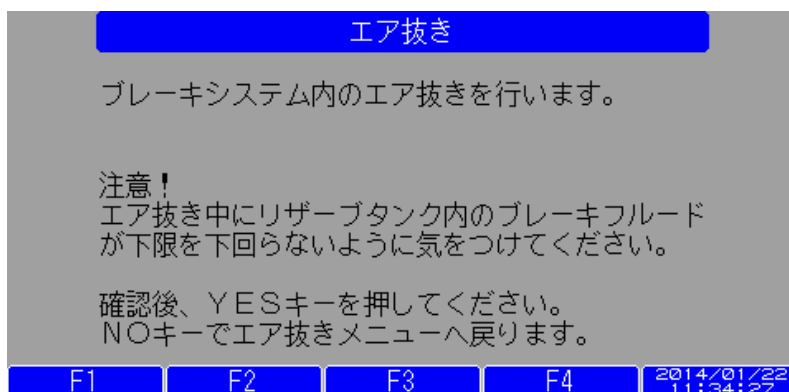 エア抜き
ブレーキシステム内のエア抜きを行います。
注意！
エア抜き中にリザーブタンク内のブレーキフルード
が下限を下回らないように気をつけてください。
確認後、ＹＥＳキーを押してください。
ＮＯキーでエア抜きメニューへ戻ります。
F1 F2 F3 F4 2014/01/22
11:34:27